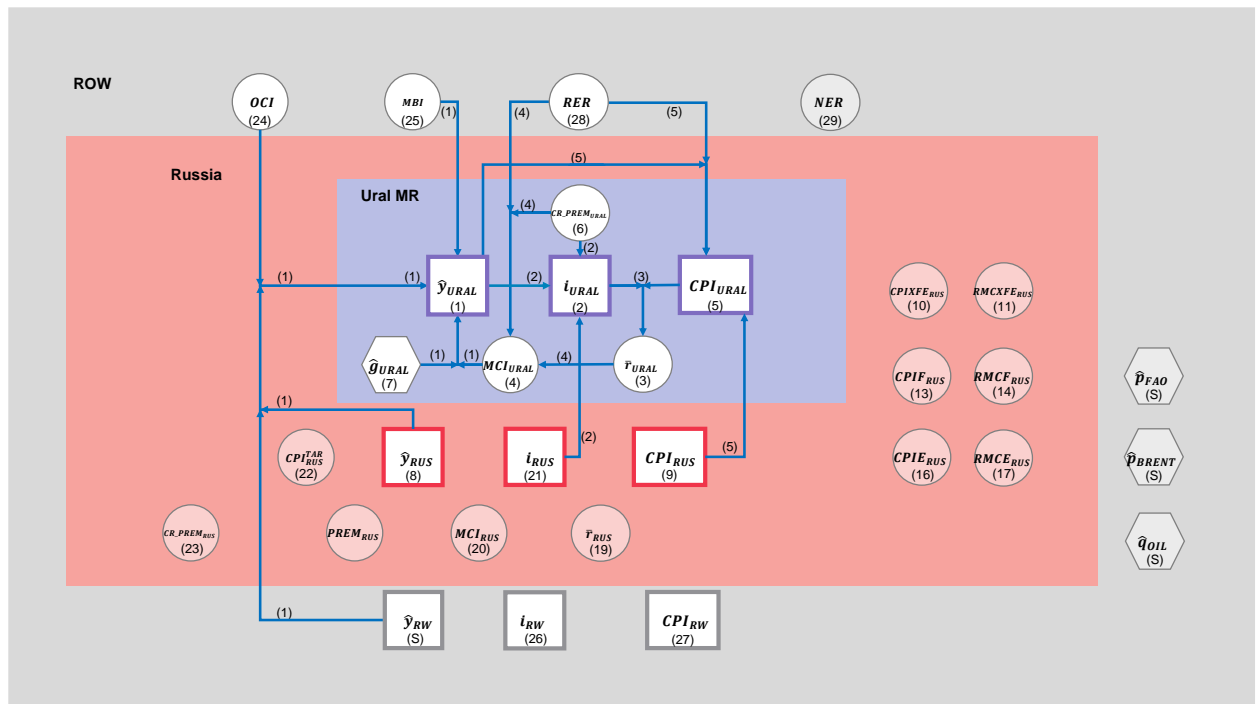 ROW
OCI
(24)
MBI
(25)
(1)
RER
(28)
(4)
(5)
NER
(29)
Russia
(5)
Ural MR
CR_PREM_URAL
(6)
(4)
(2)
(1)
(1)
ŷ_URAL
(1)
(2)
i_URAL
(2)
(3)
CPI_URAL
(5)
CPIXFE_RUS
(10)
RMCXFE_RUS
(11)
ĝ_URAL
(7)
(1)
(1)
MCI_URAL
(4)
(4)
r̄_URAL
(3)
CPIF_RUS
(13)
RMCF_RUS
(14)
p̂_FAO
(S)
(1)
CPI_RUS^TAR
(22)
ŷ_RUS
(8)
i_RUS
(21)
(2)
CPI_RUS
(9)
(5)
CPIE_RUS
(16)
RMCE_RUS
(17)
p̂_BRENT
(S)
CR_PREM_RUS
(23)
PREM_RUS
MCI_RUS
(20)
r̄_RUS
(19)
q̂_OIL
(S)
(1)
ŷ_RW
(S)
i_RW
(26)
CPI_RW
(27)